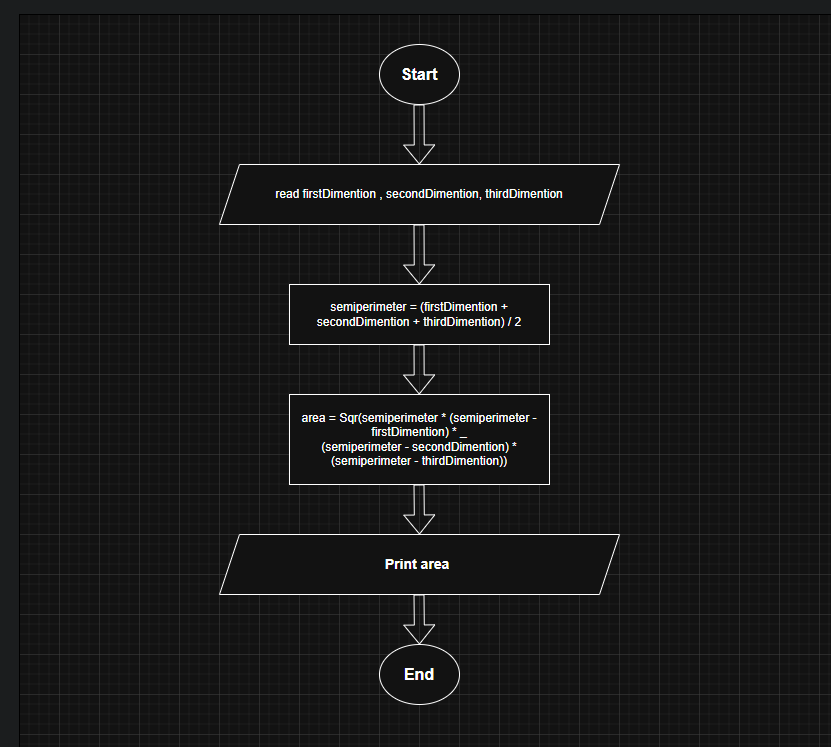 Start
read firstDimention , secondDimention, thirdDimention
semiperimeter = (firstDimention +
secondDimention + thirdDimention) / 2
area = Sqr(semiperimeter * (semiperimeter -
firstDimention) * _
(semiperimeter - secondDimention) *
(semiperimeter - thirdDimention))
Print area
End